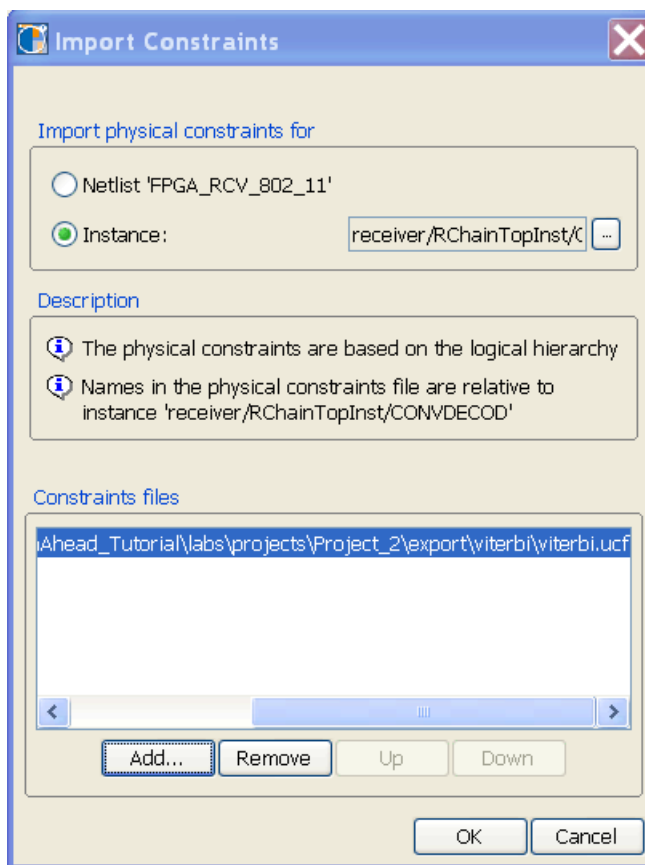 Import Constraints
Import physical constraints for
Netlist 'FPGA_RCV_802_11'
Instance: receiver/RChainTopInst/C ...
Description
The physical constraints are based on the logical hierarchy
Names in the physical constraints file are relative to
instance 'receiver/RChainTopInst/CONVDECOD'
Constraints files
Ahead_Tutorial\labs\projects\Project_2\export\viterbi\viterbi.ucf
Add... Remove Up Down
OK Cancel